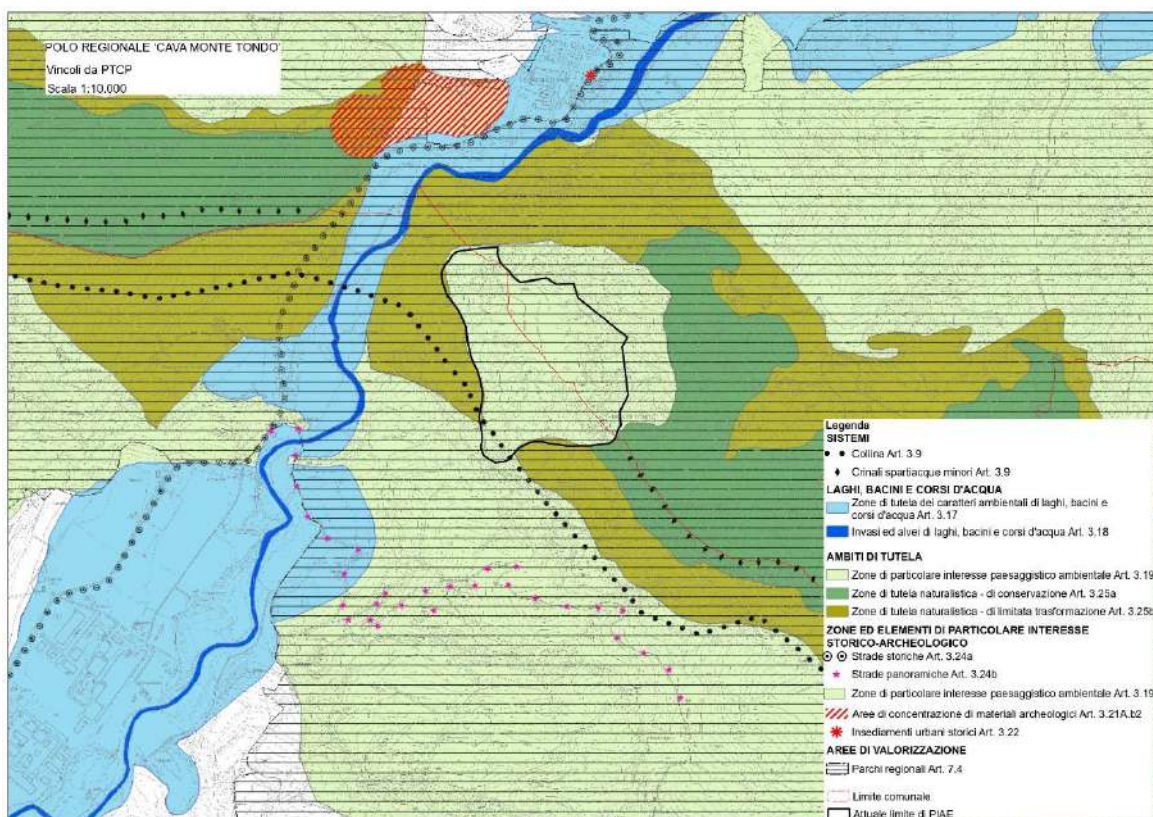 POLO REGIONALE 'CAVA MONTE TONDO'
Vincoli da PTCP
Scala 1:10.000
Legenda
SISTEMI
Collina Art. 3.9
Crinali spartiacque minori Art. 3.9
LAGHI, BACINI E CORSI D'ACQUA
Zone di tutela dei caratteri ambientali di laghi, bacini e
corsi d'acqua Art. 3.17
Invasi ed alvei di laghi, bacini e corsi d'acqua Art. 3.18
AMBITI DI TUTELA
Zone di particolare interesse paesaggistico ambientale Art. 3.19
Zone di tutela naturalistica - di conservazione Art. 3.25a
Zone di tutela naturalistica - di limitata trasformazione Art. 3.25b
ZONE ED ELEMENTI DI PARTICOLARE INTERESSE
STORICO-ARCHEOLOGICO
Strade storiche Art. 3.24a
Strade panoramiche Art. 3.24b
Zone di particolare interesse paesaggistico ambientale Art. 3.19
Aree di concentrazione di materiali archeologici Art. 3.21A.b2
Insediamenti urbani storici Art. 3.22
AREE DI VALORIZZAZIONE
Parchi regionali Art. 7.4
Limite comunale
Attuale limite di PIAE